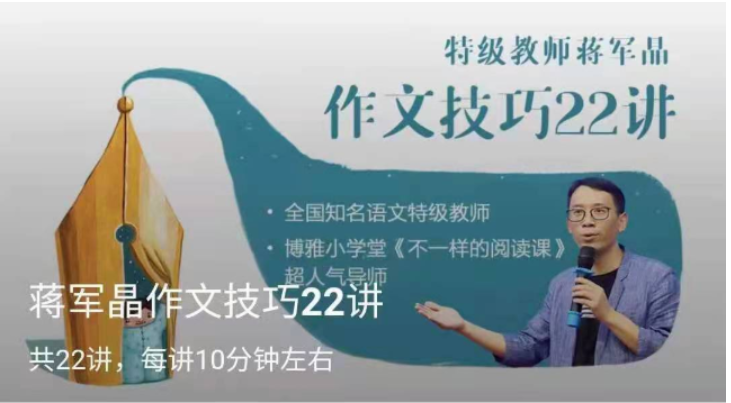 特级教师蒋军晶
作文技巧22讲
• 全国知名语文特级教师
• 博雅小学堂《不一样的阅读课》
超人气导师
蒋军晶作文技巧22讲
共22讲，每讲10分钟左右